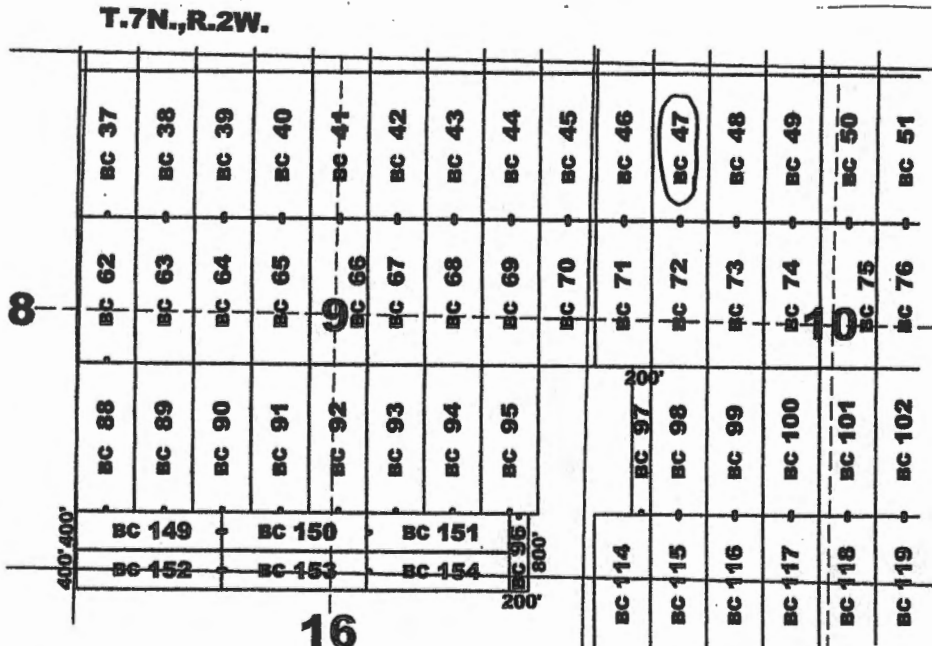 T.7N.,R.2W.
BC 37
BC 38
BC 39
BC 40
BC 41
BC 42
BC 43
BC 44
BC 45
BC 46
BC 47
BC 48
BC 49
BC 50
BC 51
BC 62
BC 63
BC 64
BC 65
BC 66
BC 67
BC 68
BC 69
BC 70
BC 71
BC 72
BC 73
BC 74
BC 75
BC 76
8
9
10
200'
BC 88
BC 89
BC 90
BC 91
BC 92
BC 93
BC 94
BC 95
BC 97
BC 98
BC 99
BC 100
BC 101
BC 102
400'
BC 149
BC 150
BC 151
BC 96
800'
400'
BC 152
BC 153
BC 154
200'
BC 114
BC 115
BC 116
BC 117
BC 118
BC 119
16